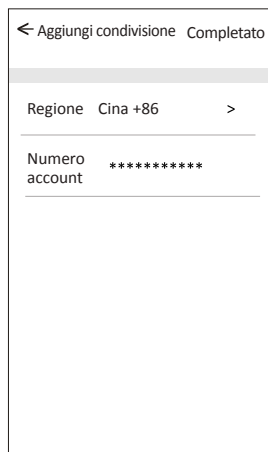 ← Aggiungi condivisione Completato
Regione Cina +86 >
Numero
account ***********